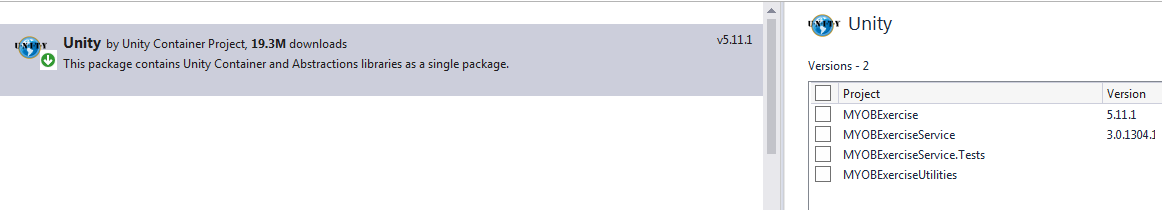 UNITY
Unity by Unity Container Project, 19.3M downloads
v5.11.1
This package contains Unity Container and Abstractions libraries as a single package.
UNITY
Unity
Versions - 2
Project Version
MYOBExercise 5.11.1
MYOBExerciseService 3.0.1304.1
MYOBExerciseService.Tests
MYOBExerciseUtilities